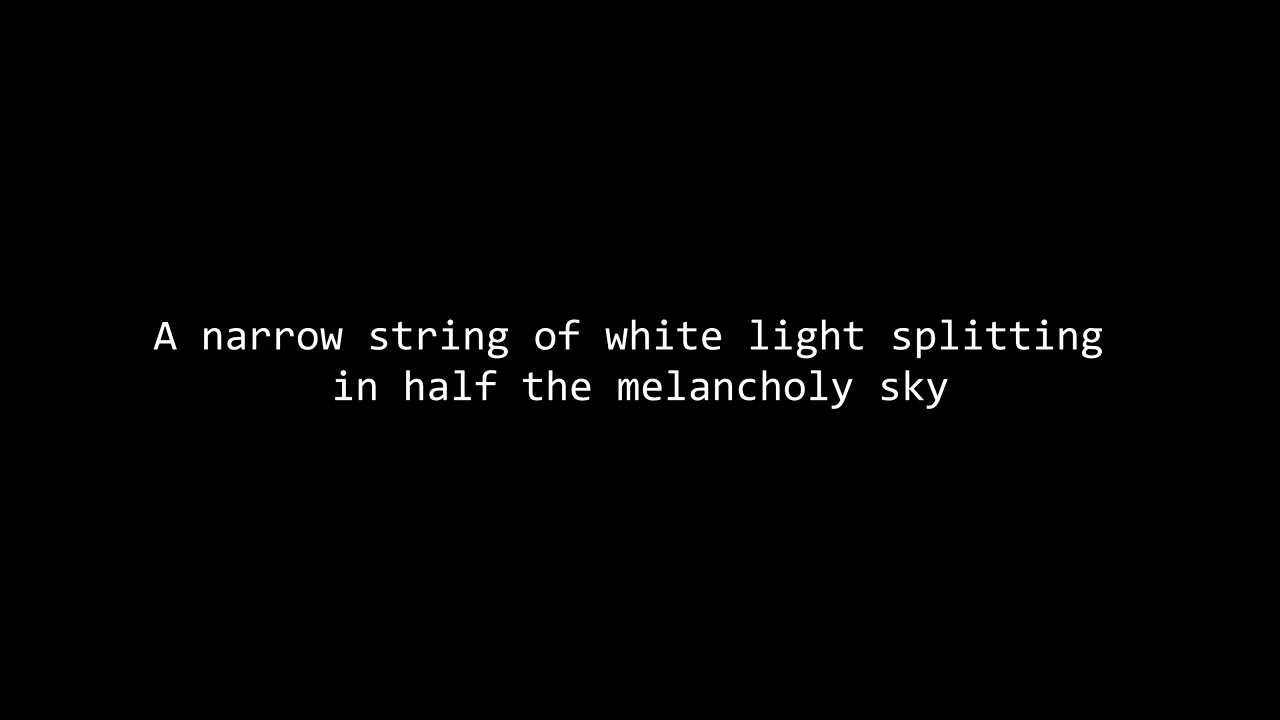 A narrow string of white light splitting
in half the melancholy sky